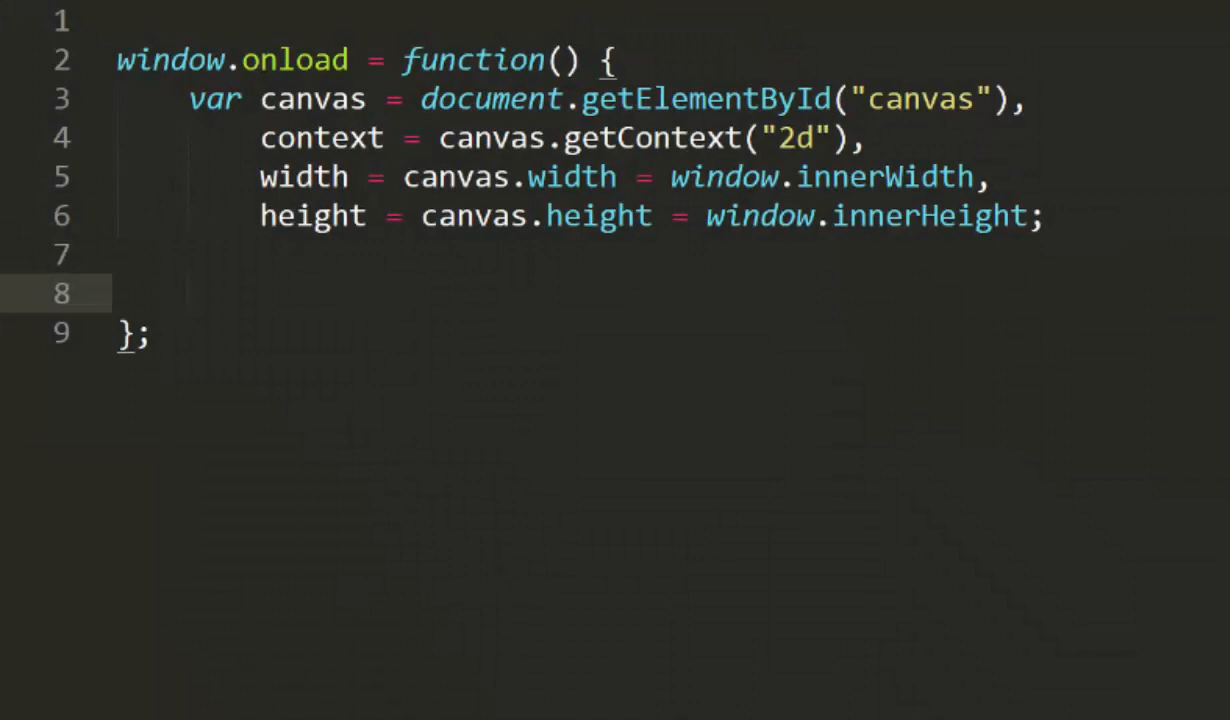 1
2 window.onload = function() {
3 var canvas = document.getElementById("canvas"),
4 context = canvas.getContext("2d"),
5 width = canvas.width = window.innerWidth,
6 height = canvas.height = window.innerHeight;
7
8
9 };